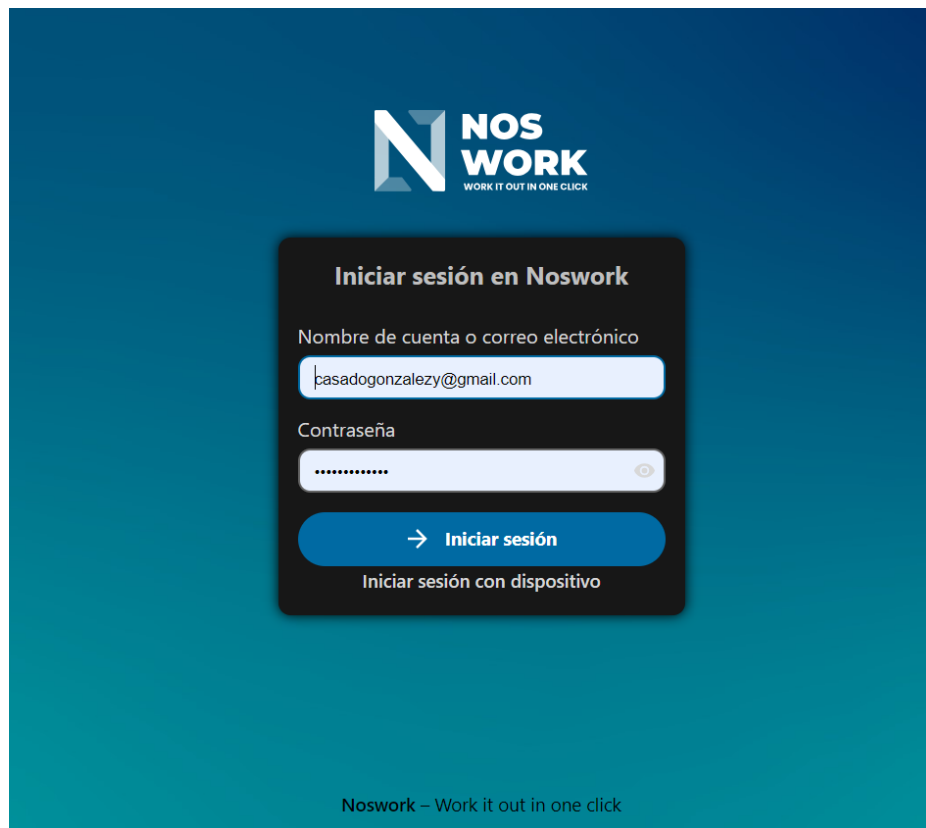 NOS
WORK
WORK IT OUT IN ONE CLICK
Iniciar sesión en Noswork
Nombre de cuenta o correo electrónico
casadogonzalezy@gmail.com
Contraseña
•••••••••••••
Iniciar sesión
Iniciar sesión con dispositivo
Noswork – Work it out in one click